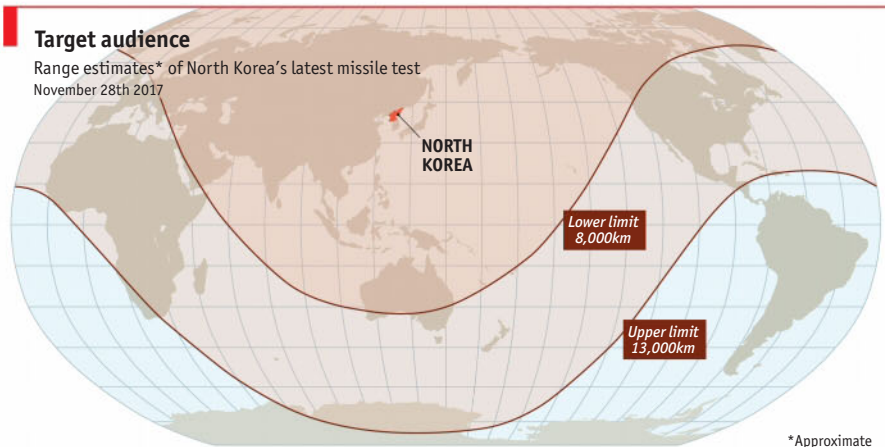 Target audience
Range estimates* of North Korea's latest missile test
November 28th 2017
NORTH
KOREA
Lower limit
8,000km
Upper limit
13,000km
*Approximate